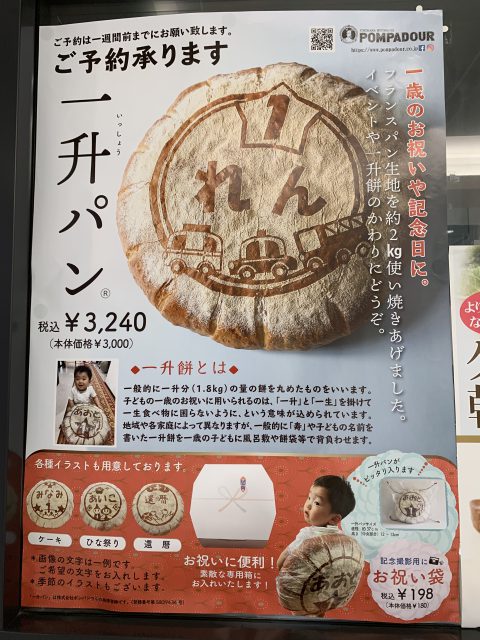 ご予約は一週間前までにお願い致します。
ご予約承ります
POMPADOUR
https://www.pompadour.co.jp
一升パン®
いっしょう
一歳のお祝いや記念日に。
フランスパン生地を約2kg使い焼きあげました。
イベントや一升餅のかわりにどうぞ。
1
れん
税込 ¥3,240
(本体価格¥3,000)
◆一升餅とは◆
一般的に一升分(1.8kg)の量の餅を丸めたものをいいます。
子どもの一歳のお祝いに用いられるのは、「一升」と「一生」を掛けて
一生食べ物に困らないように、という意味が込められています。
地域や各家庭によって異なりますが、一般的に「寿」や子どもの名前を
書いた一升餅を一歳の子どもに風呂敷や餅袋等で背負わせます。
各種イラストも用意しております。
みなみ
あいこ
還暦
ケーキ
ひな祭り
還暦
*画像の文字は一例です。
ご希望の文字をお入れします。
*季節のイラストもございます。
お祝いに便利!
素敵な専用箱に
お入れいたします!
一升パンが
ピッタリ入ります
記念撮影用に
お祝い袋
税込 ¥198
(本体価格¥180)